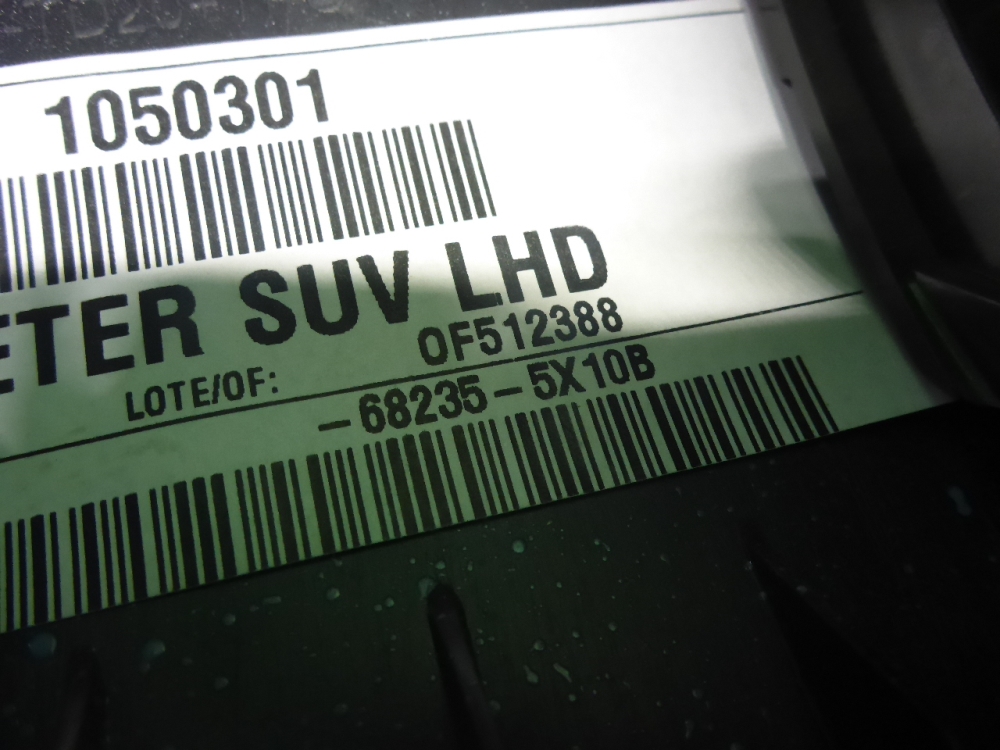 1050301
ETER SUV LHD
LOTE/OF: OF512388
-68235-5X10B